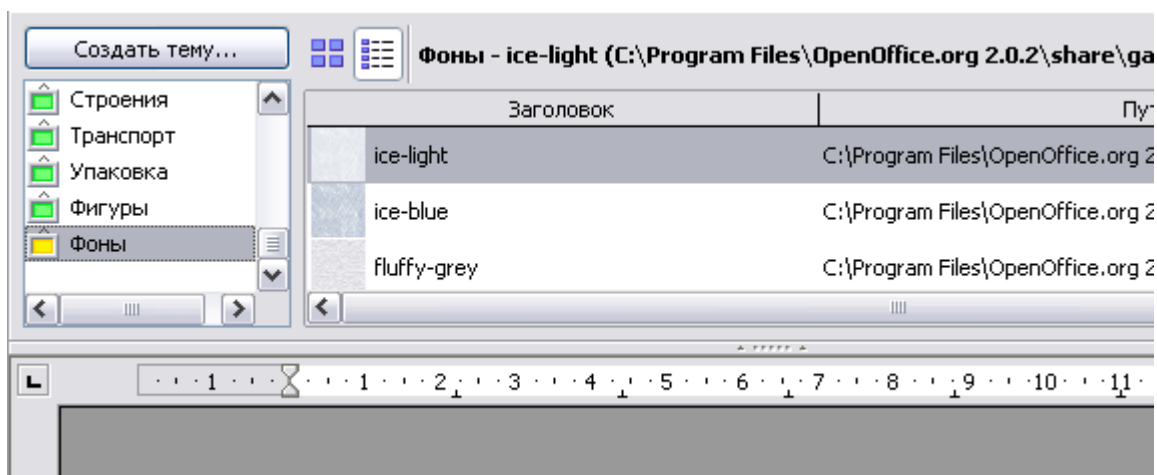 Создать тему...
Фоны - ice-light (C:\Program Files\OpenOffice.org 2.0.2\share\ga
Строения
Транспорт
Упаковка
Фигуры
Фоны
Заголовок Пут
ice-light C:\Program Files\OpenOffice.org 2
ice-blue C:\Program Files\OpenOffice.org 2
fluffy-grey C:\Program Files\OpenOffice.org 2
1 1 2 3 4 5 6 7 8 9 10 11